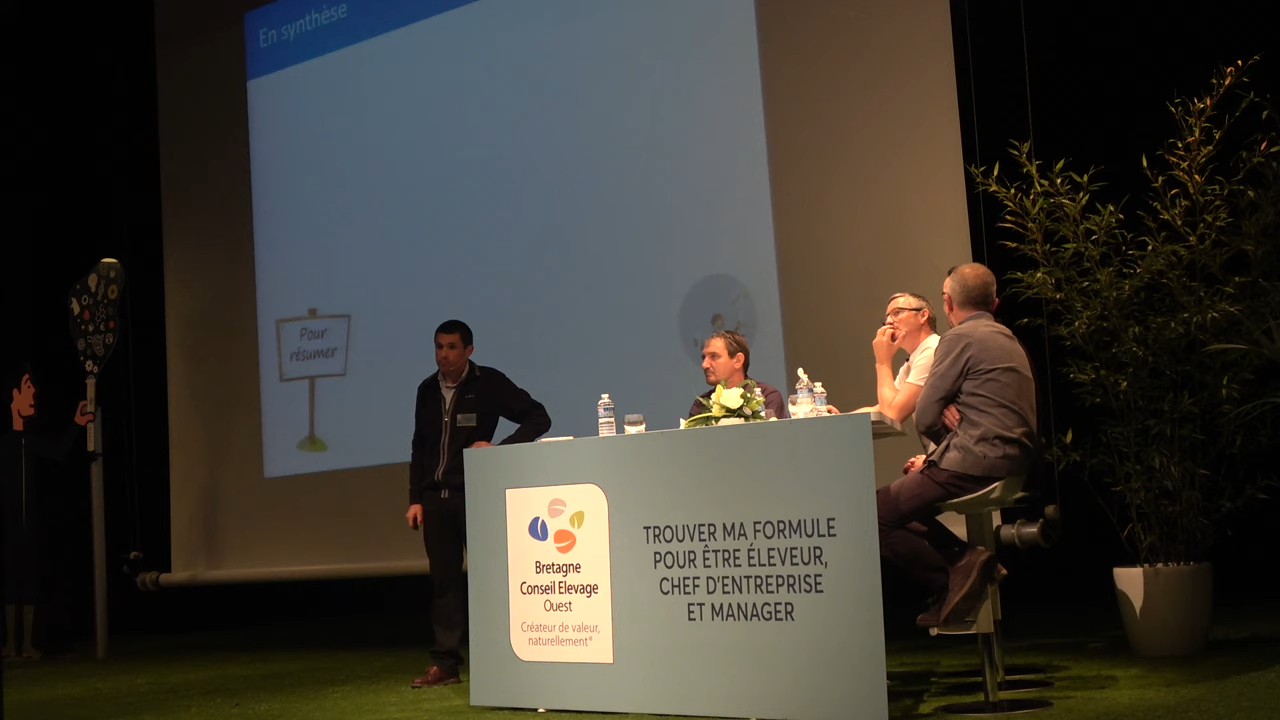 En synthèse
Pour
résumer
Bretagne
Conseil Elevage
Ouest
Créateur de valeur,
naturellement®
TROUVER MA FORMULE
POUR ÊTRE ÉLEVEUR,
CHEF D'ENTREPRISE
ET MANAGER